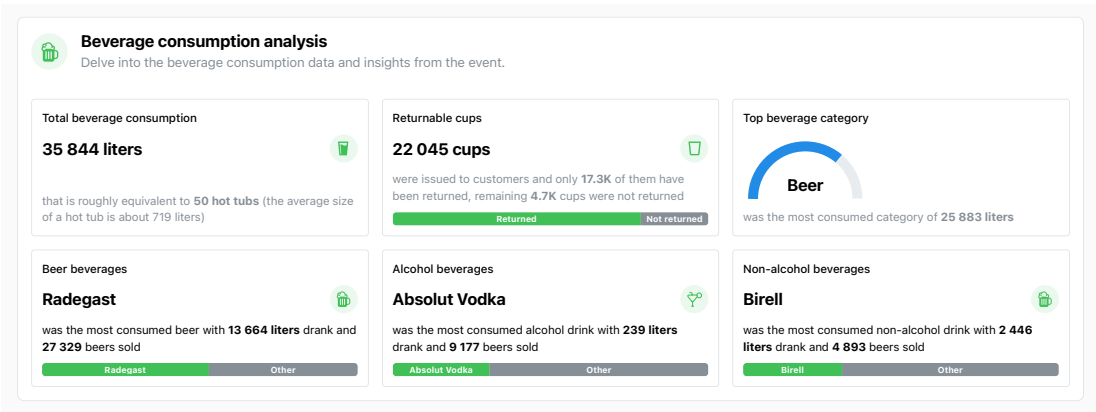 Beverage consumption analysis
Delve into the beverage consumption data and insights from the event.
Total beverage consumption
35 844 liters
that is roughly equivalent to 50 hot tubs (the average size
of a hot tub is about 719 liters)
Returnable cups
22 045 cups
were issued to customers and only 17.3K of them have
been returned, remaining 4.7K cups were not returned
Returned
Not returned
Top beverage category
Beer
was the most consumed category of 25 883 liters
Beer beverages
Radegast
was the most consumed beer with 13 664 liters drank and
27 329 beers sold
Radegast
Other
Alcohol beverages
Absolut Vodka
was the most consumed alcohol drink with 239 liters
drank and 9 177 beers sold
Absolut Vodka
Other
Non-alcohol beverages
Birell
was the most consumed non-alcohol drink with 2 446
liters drank and 4 893 beers sold
Birell
Other